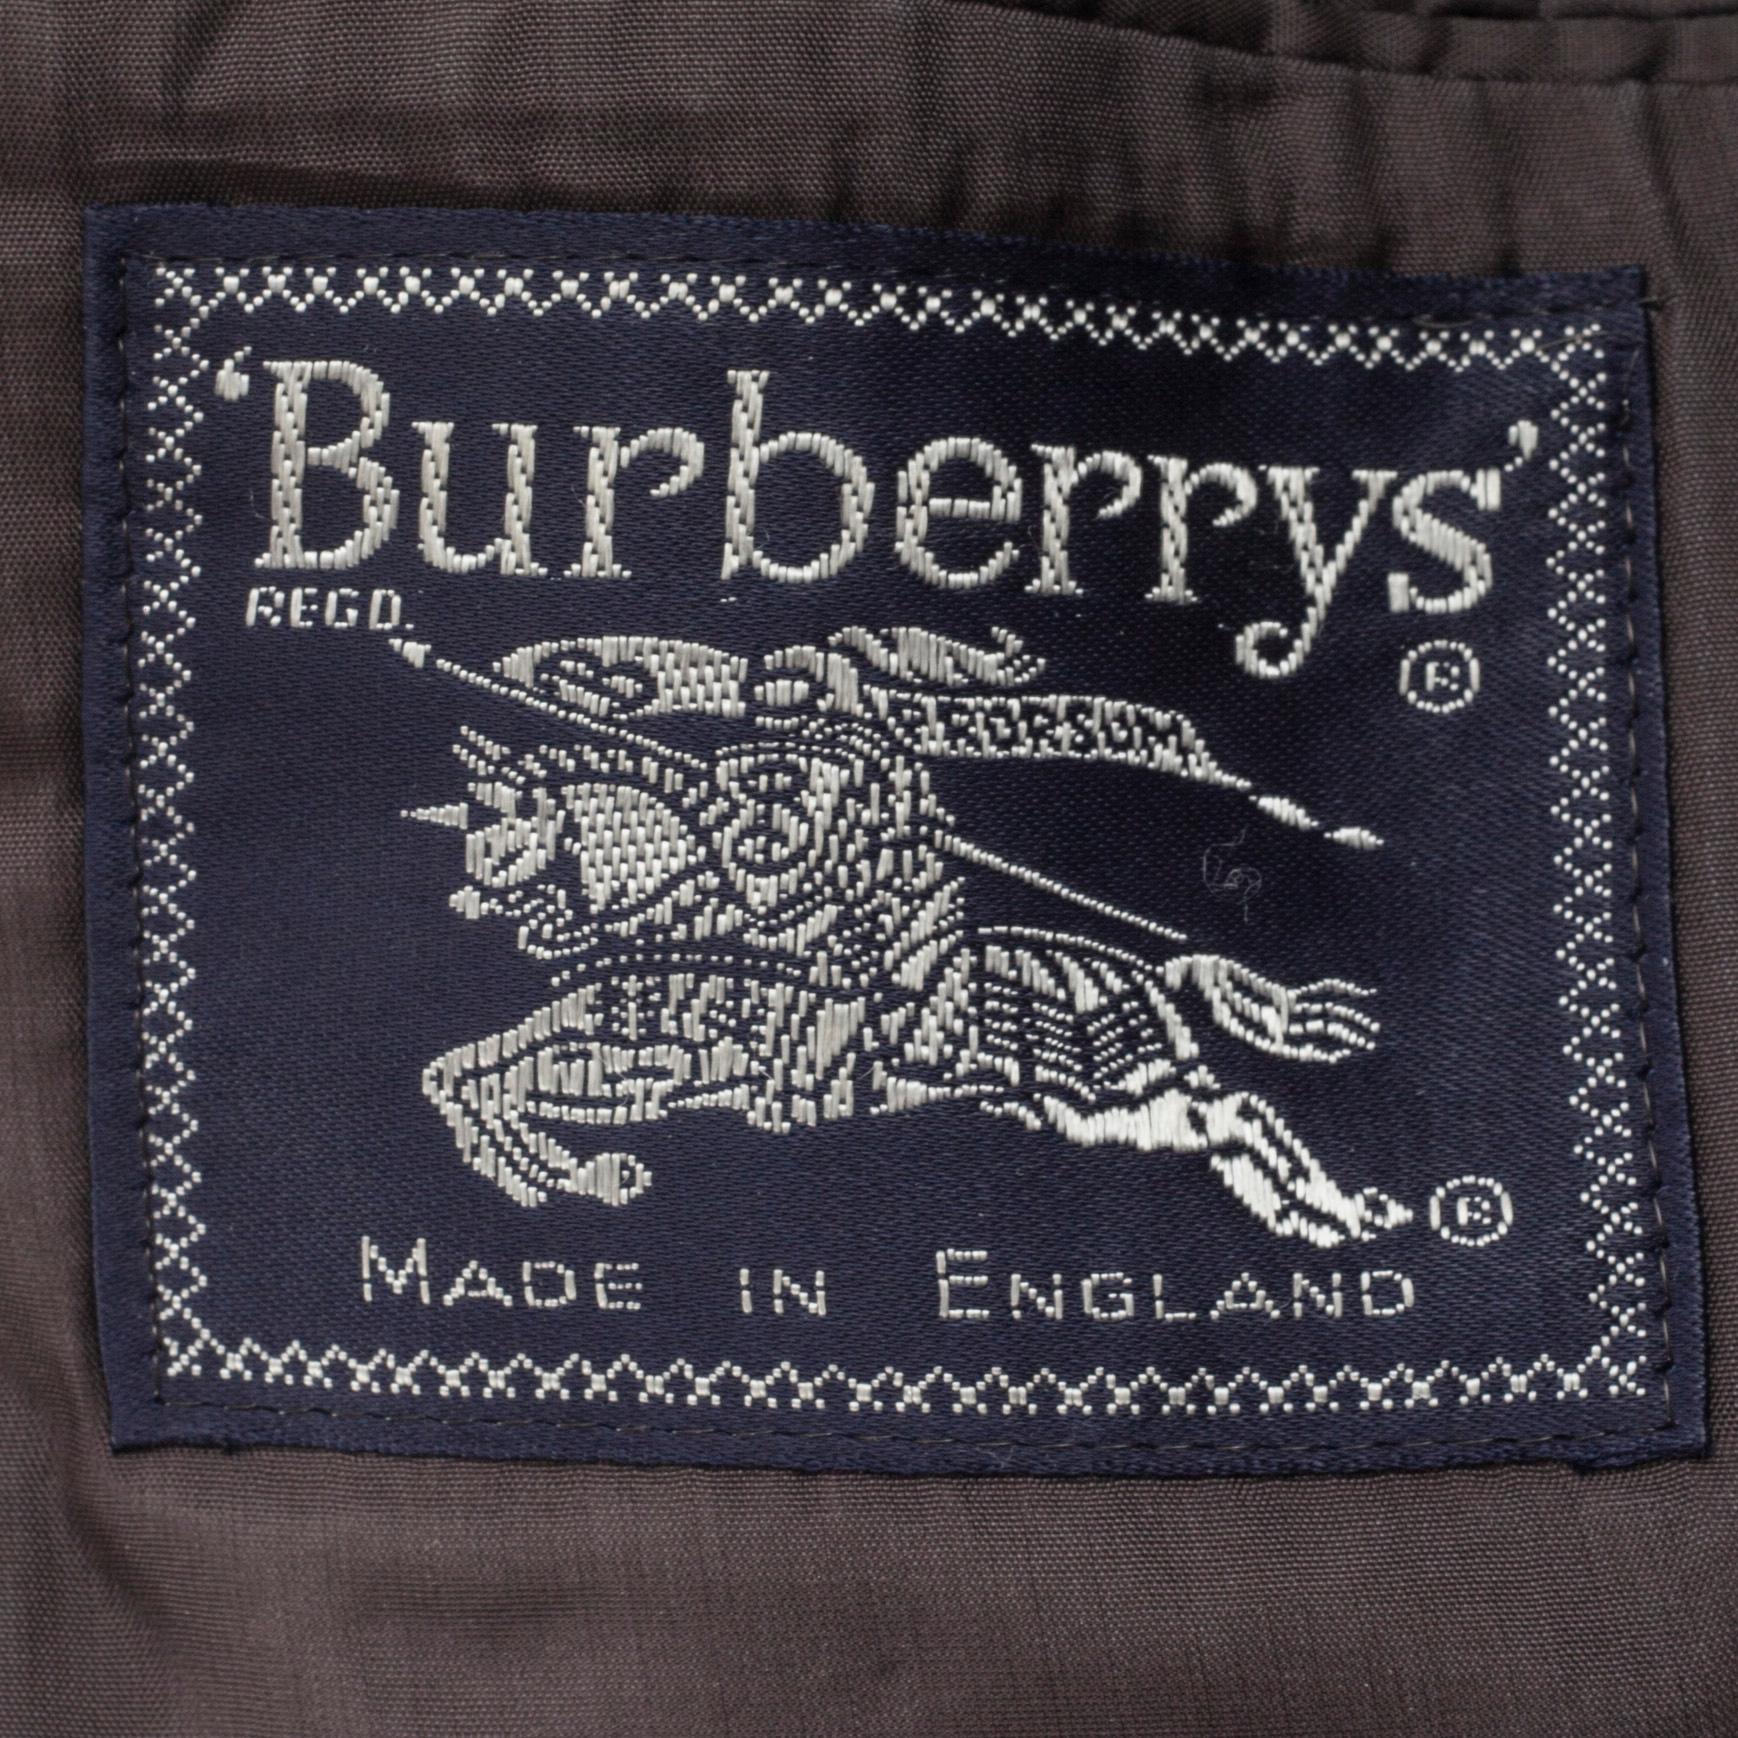 ‘Burberrys’
REGD.
®
PRORSUM
®
MADE IN ENGLAND